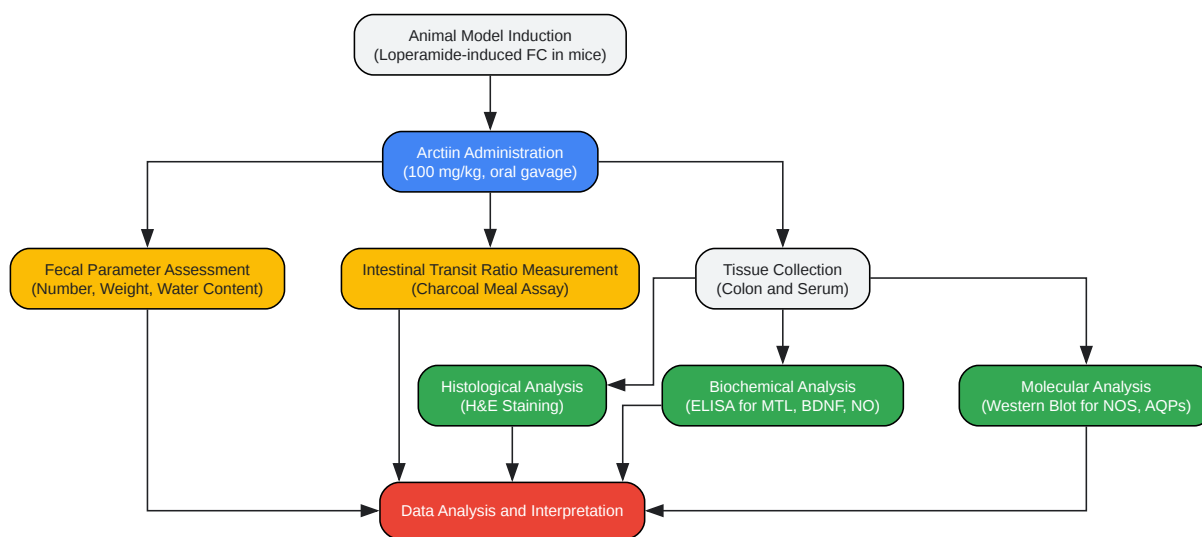 Animal Model Induction
(Loperamide-induced FC in mice)
Arctiin Administration
(100 mg/kg, oral gavage)
Fecal Parameter Assessment
(Number, Weight, Water Content)
Intestinal Transit Ratio Measurement
(Charcoal Meal Assay)
Tissue Collection
(Colon and Serum)
Histological Analysis
(H&E Staining)
Biochemical Analysis
(ELISA for MTL, BDNF, NO)
Molecular Analysis
(Western Blot for NOS, AQPs)
Data Analysis and Interpretation